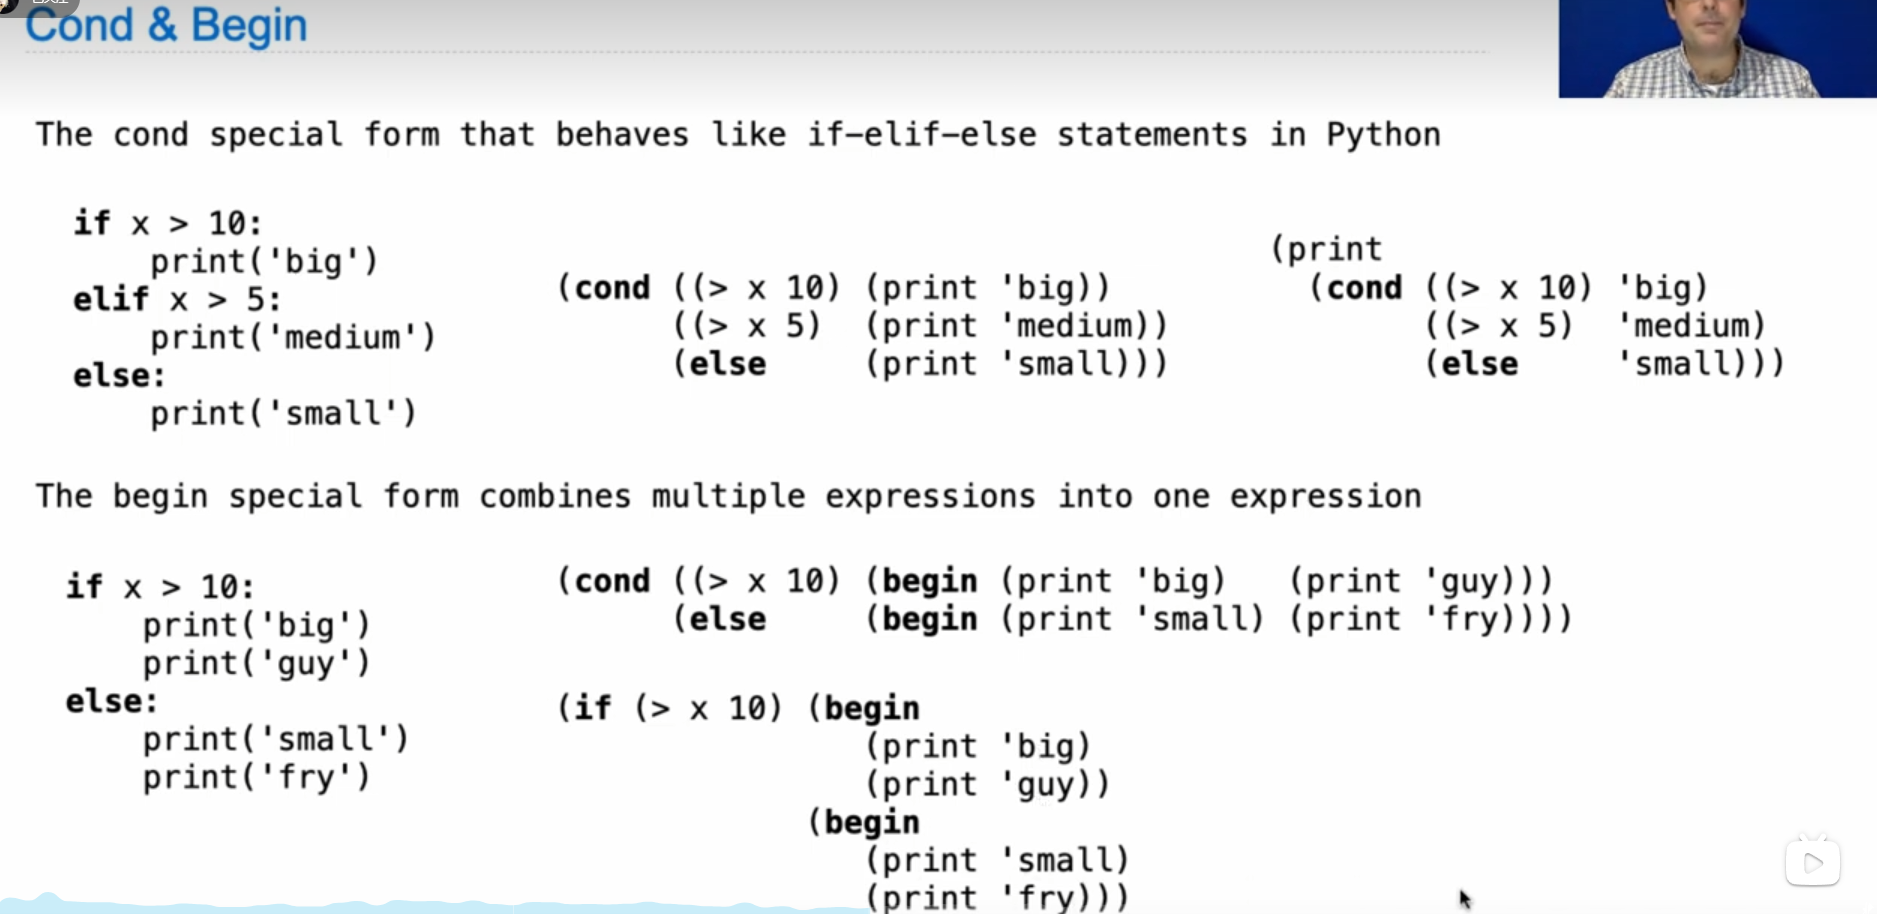 Cond & Begin
The cond special form that behaves like if-elif-else statements in Python
if x > 10:
    print('big')
elif x > 5:
    print('medium')
else:
    print('small')
(cond ((> x 10) (print 'big))
      ((> x 5)  (print 'medium))
      (else     (print 'small)))
(print
  (cond ((> x 10) 'big)
        ((> x 5)  'medium)
        (else     'small)))
The begin special form combines multiple expressions into one expression
if x > 10:
    print('big')
    print('guy')
else:
    print('small')
    print('fry')
(cond ((> x 10) (begin (print 'big)   (print 'guy)))
      (else     (begin (print 'small) (print 'fry))))
(if (> x 10) (begin
                (print 'big)
                (print 'guy))
             (begin
                (print 'small)
                (print 'fry)))